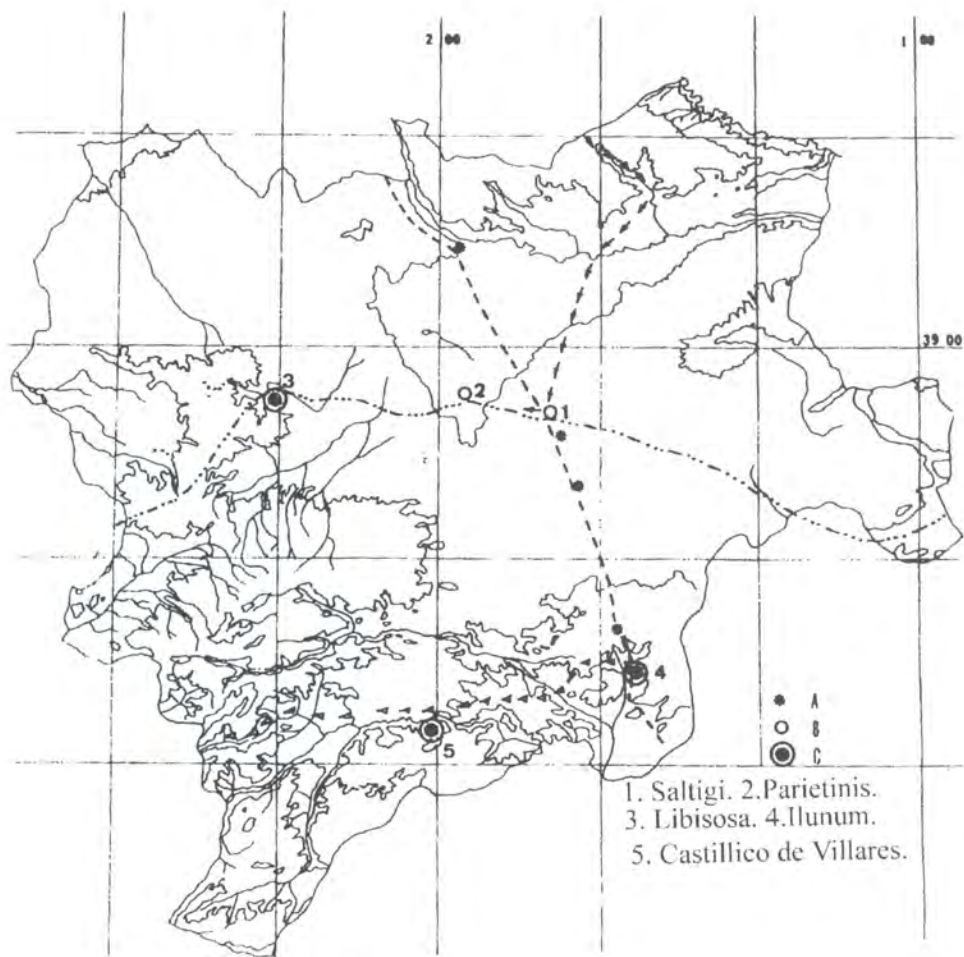 2 00
1 00
39 00
3
2
1
4
5
A
B
C
1. Saltigi. 2.Parietinis.
3. Libisosa. 4.Ilunum.
5. Castillico de Villares.